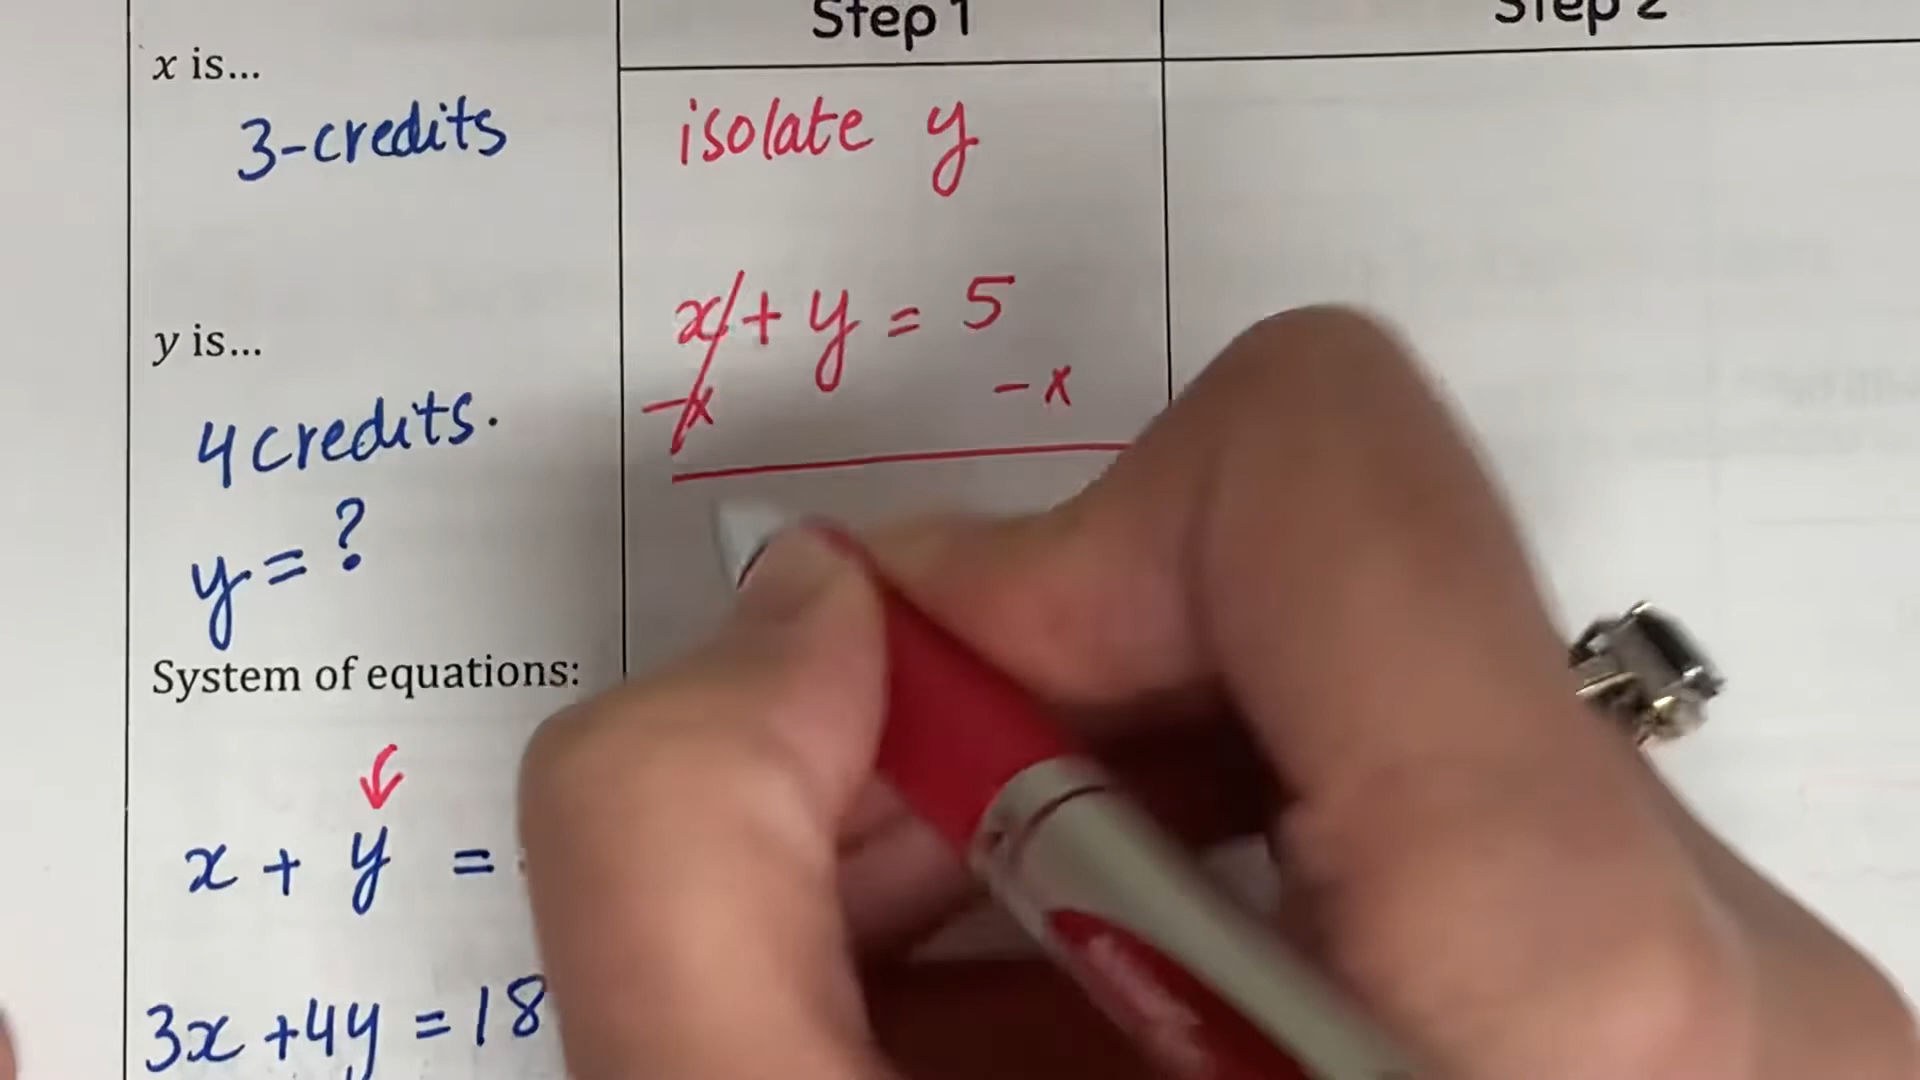 x is...
3-credits
y is...
4 credits.
y = ?
System of equations:
x + y =
3x + 4y = 18
Step 1
isolate y
x + y = 5
-x -x
Step 2